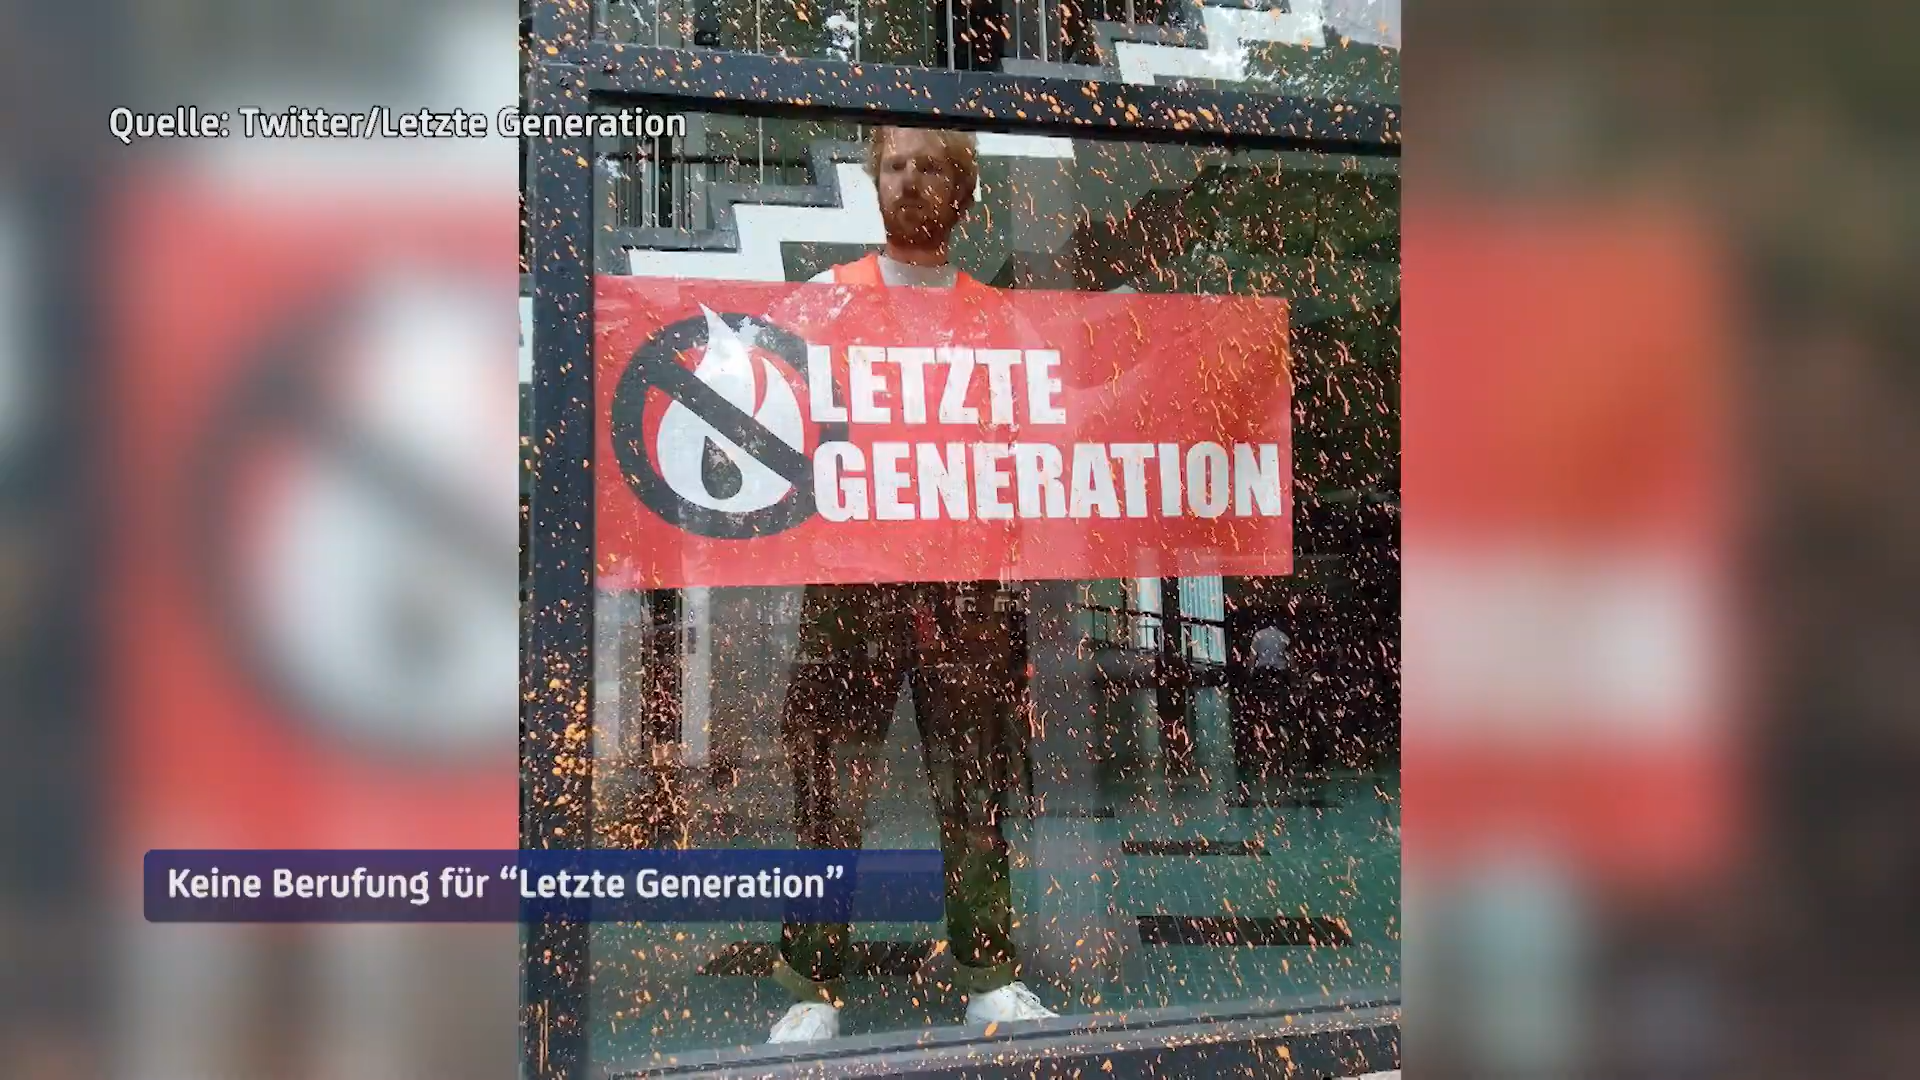 Quelle: Twitter/Letzte Generation
LETZTE
GENERATION
Keine Berufung für “Letzte Generation”